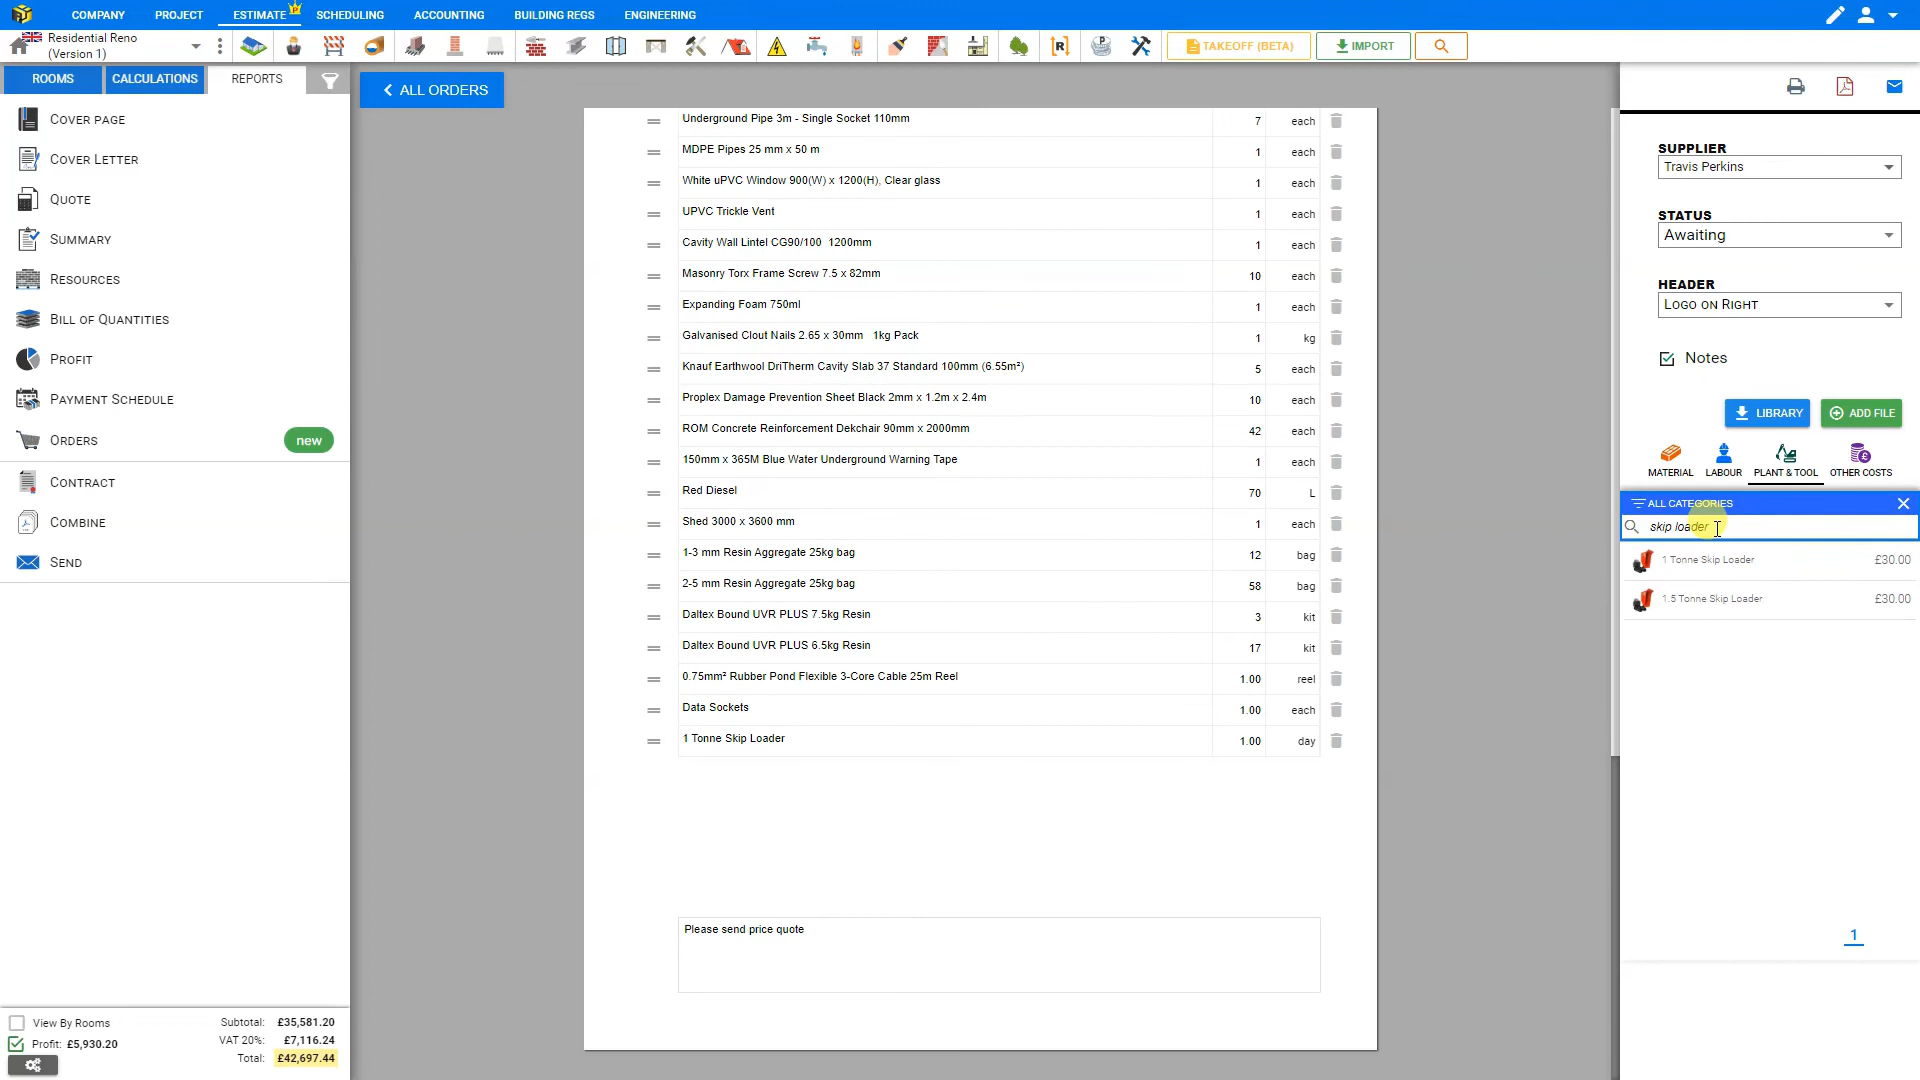 COMPANY PROJECT ESTIMATE SCHEDULING ACCOUNTING BUILDING REGS ENGINEERING
Residential Reno
(Version 1)
TAKEOFF (BETA) IMPORT
ROOMS CALCULATIONS REPORTS
ALL ORDERS
COVER PAGE
COVER LETTER
QUOTE
SUMMARY
RESOURCES
BILL OF QUANTITIES
PROFIT
PAYMENT SCHEDULE
ORDERS new
CONTRACT
COMBINE
SEND
View By Rooms
Profit: £5,930.20
Subtotal: £35,581.20
VAT 20%: £7,116.24
Total: £42,697.44
Underground Pipe 3m - Single Socket 110mm 7 each
MDPE Pipes 25 mm x 50 m 1 each
White uPVC Window 900(W) x 1200(H), Clear glass 1 each
UPVC Trickle Vent 1 each
Cavity Wall Lintel CG90/100 1200mm 1 each
Masonry Torx Frame Screw 7.5 x 82mm 10 each
Expanding Foam 750ml 1 each
Galvanised Clout Nails 2.65 x 30mm 1kg Pack 1 kg
Knauf Earthwool DriTherm Cavity Slab 37 Standard 100mm (6.55m²) 5 each
Proplex Damage Prevention Sheet Black 2mm x 1.2m x 2.4m 10 each
ROM Concrete Reinforcement Dekchair 90mm x 2000mm 42 each
150mm x 365M Blue Water Underground Warning Tape 1 each
Red Diesel 70 L
Shed 3000 x 3600 mm 1 each
1-3 mm Resin Aggregate 25kg bag 12 bag
2-5 mm Resin Aggregate 25kg bag 58 bag
Daltex Bound UVR PLUS 7.5kg Resin 3 kit
Daltex Bound UVR PLUS 6.5kg Resin 17 kit
0.75mm² Rubber Pond Flexible 3-Core Cable 25m Reel 1.00 reel
Data Sockets 1.00 each
1 Tonne Skip Loader 1.00 day
Please send price quote
SUPPLIER
Travis Perkins
STATUS
Awaiting
HEADER
LOGO ON RIGHT
Notes
LIBRARY ADD FILE
MATERIAL LABOUR PLANT & TOOL OTHER COSTS
ALL CATEGORIES
skip loader
1 Tonne Skip Loader £30.00
1.5 Tonne Skip Loader £30.00
1